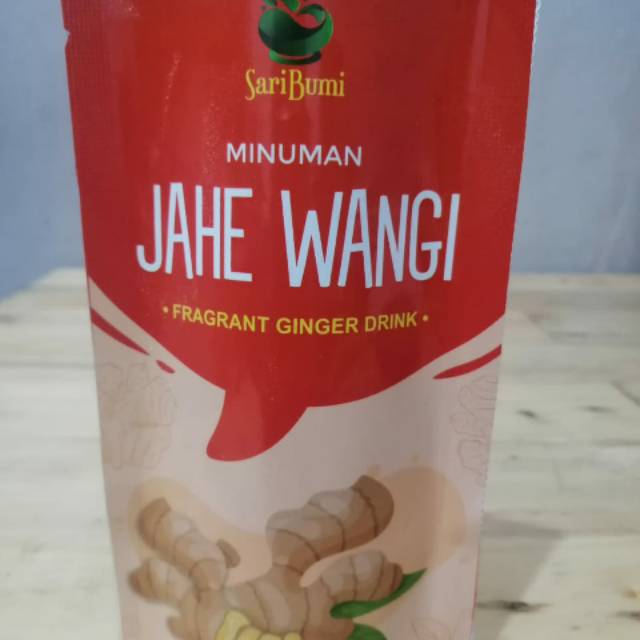 SariBumi
MINUMAN
JAHE WANGI
• FRAGRANT GINGER DRINK •